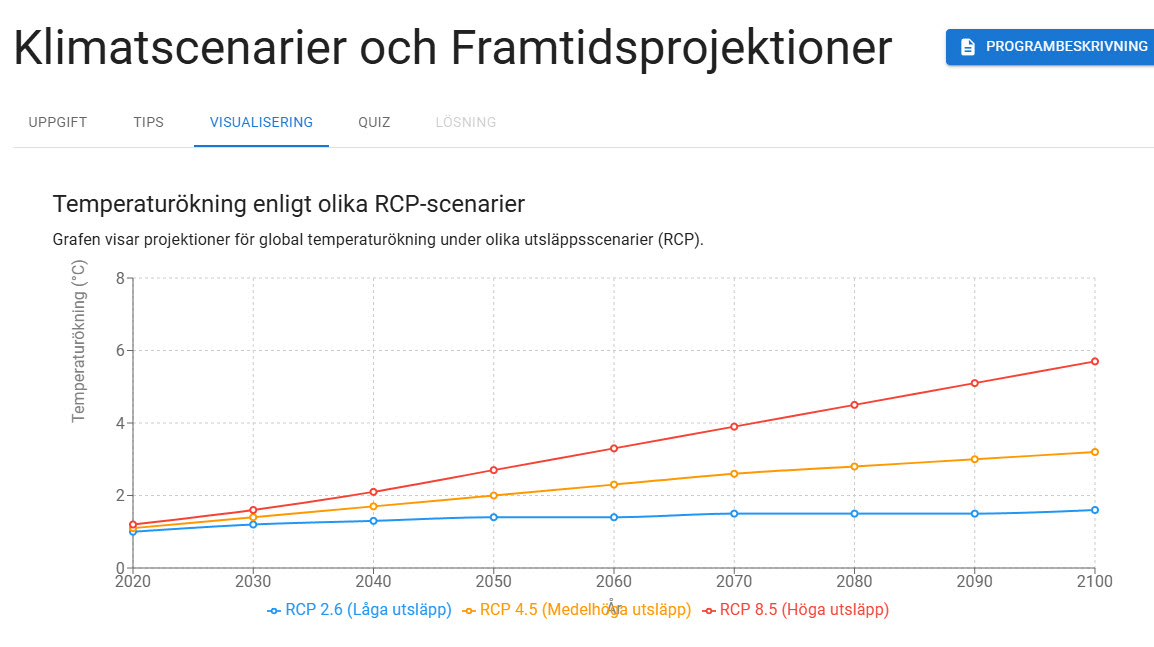 Klimatscenarier och Framtidsprojektioner
PROGRAMBESKRIVNING
UPPGIFT TIPS VISUALISERING QUIZ LÖSNING
Temperaturökning enligt olika RCP-scenarier
Grafen visar projektioner för global temperaturökning under olika utsläppsscenarier (RCP).
Temperaturökning (°C)
8
6
4
2
0
2020 2030 2040 2050 2060 2070 2080 2090 2100
År
RCP 2.6 (Låga utsläpp) RCP 4.5 (Medelhöga utsläpp) RCP 8.5 (Höga utsläpp)